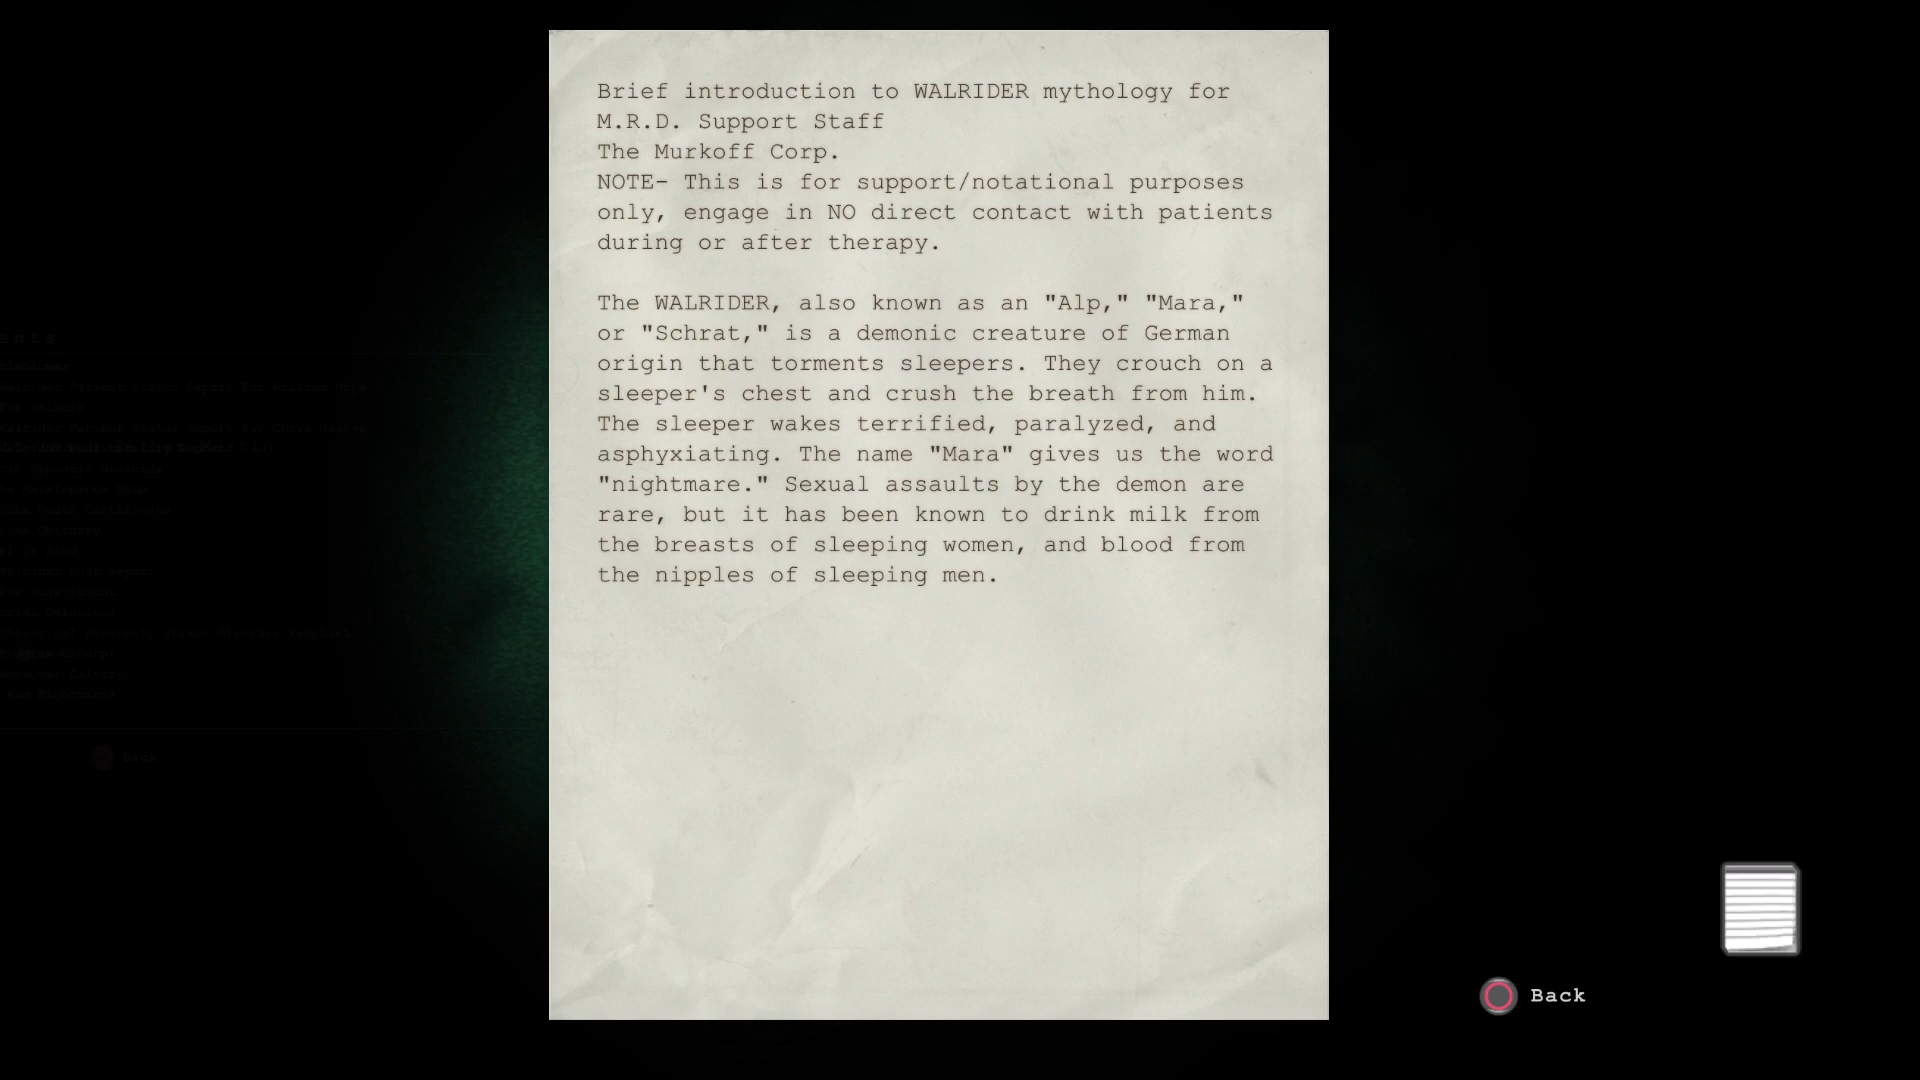 Brief introduction to WALRIDER mythology for
M.R.D. Support Staff
The Murkoff Corp.
NOTE- This is for support/notational purposes
only, engage in NO direct contact with patients
during or after therapy.
The WALRIDER, also known as an "Alp," "Mara,"
or "Schrat," is a demonic creature of German
origin that torments sleepers. They crouch on a
sleeper's chest and crush the breath from him.
The sleeper wakes terrified, paralyzed, and
asphyxiating. The name "Mara" gives us the word
"nightmare." Sexual assaults by the demon are
rare, but it has been known to drink milk from
the breasts of sleeping women, and blood from
the nipples of sleeping men.
Back
Back